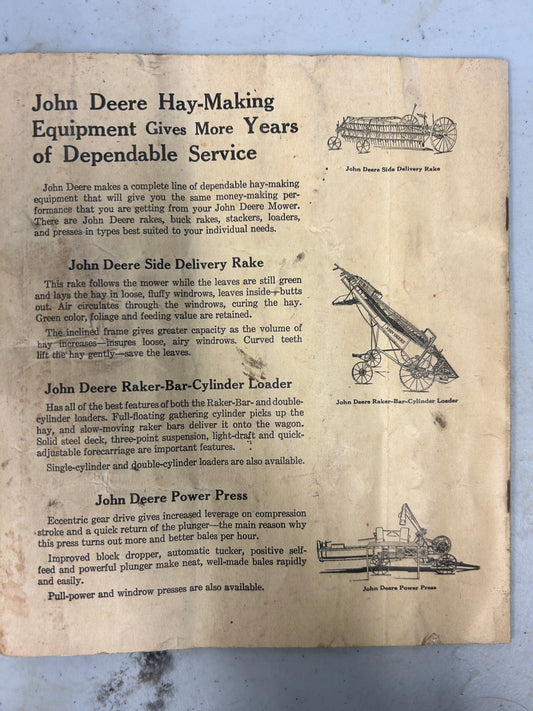 John Deere Hay-Making
Equipment Gives More Years
of Dependable Service
John Deere makes a complete line of dependable hay-making
equipment that will give you the same money-making per-
formance that you are getting from your John Deere Mower.
There are John Deere rakes, buck rakes, stackers, loaders,
and presses in types best suited to your individual needs.
John Deere Side Delivery Rake
John Deere Side Delivery Rake
This rake follows the mower while the leaves are still green
and lays the hay in loose, fluffy windrows, leaves inside—butts
out. Air circulates through the windrows, curing the hay.
Green color, foliage and feeding value are retained.
The inclined frame gives greater capacity as the volume of
hay increases—insures loose, airy windrows. Curved teeth
lift the hay gently—save the leaves.
John Deere Raker-Bar-Cylinder Loader
John Deere Raker-Bar-Cylinder Loader
Has all of the best features of both the Raker-Bar- and double-
cylinder loaders. Full-floating gathering cylinder picks up the
hay, and slow-moving raker bars deliver it onto the wagon.
Solid steel deck, three-point suspension, light-draft and quick-
adjustable forecarriage are important features.
Single-cylinder and double-cylinder loaders are also available.
John Deere Power Press
Eccentric gear drive gives increased leverage on compression
stroke and a quick return of the plunger—the main reason why
this press turns out more and better bales per hour.
Improved block dropper, automatic tucker, positive self-
feed and powerful plunger make neat, well-made bales rapidly
and easily.
Pull-power and windrow presses are also available.
John Deere Power Press